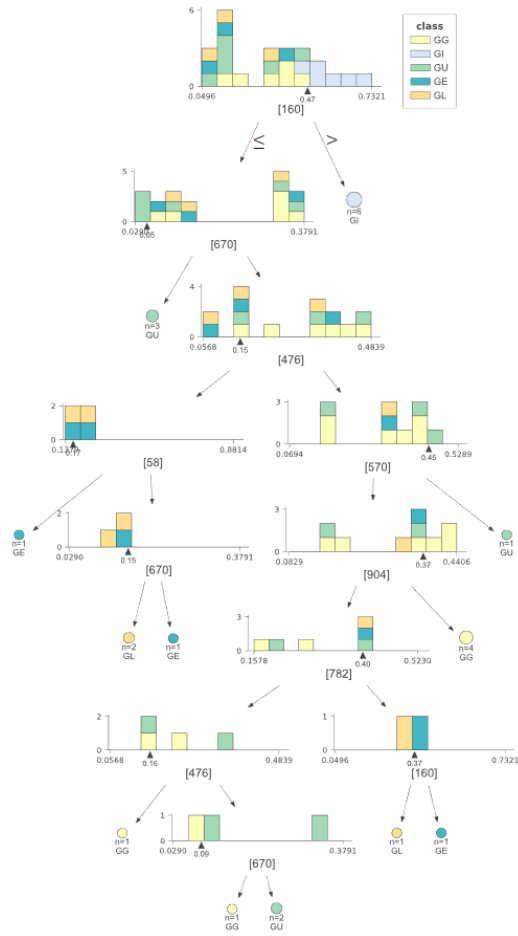 6
3
0
0.0496
0.47
0.7321
[160]
class
GG
GI
GU
GE
GL
≤
>
5
0
0.0290
0.06
0.3791
[670]
n=6
GI
n=3
GU
4
0
0.0568
0.15
0.4839
[476]
2
0
0.17
0.8814
[58]
3
0
0.0694
0.45
0.5289
[570]
n=1
GE
2
0
0.0290
0.15
0.3791
[670]
3
0
0.0829
0.37
0.4406
[904]
n=1
GU
n=2
GL
n=1
GE
3
0
0.1578
0.40
0.5230
[782]
n=4
GG
2
0
0.0568
0.16
0.4839
[476]
1
0
0.0496
0.37
0.7321
[160]
n=1
GG
1
0
0.0290
0.09
0.3791
[670]
n=1
GL
n=1
GE
n=1
GG
n=2
GU